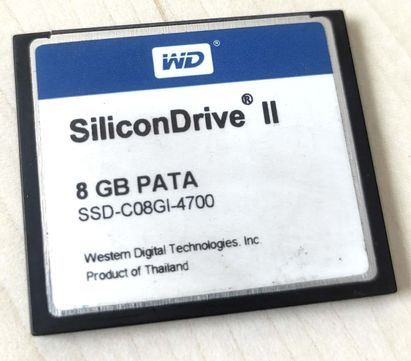 WD
SiliconDrive® II
8 GB PATA
SSD-C08GI-4700
Western Digital Technologies, Inc.
Product of Thailand